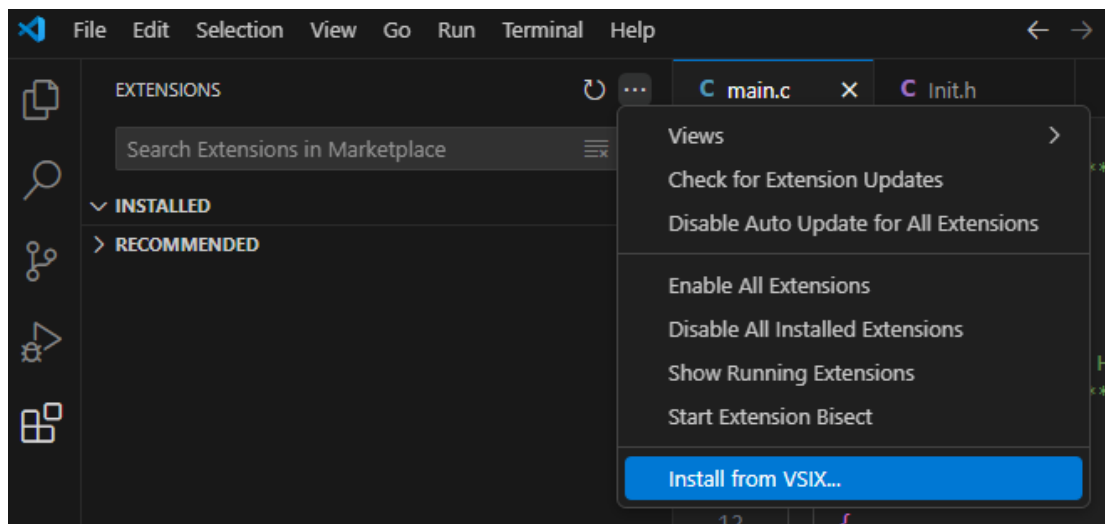 File Edit Selection View Go Run Terminal Help
EXTENSIONS
Search Extensions in Marketplace
INSTALLED
RECOMMENDED
C main.c
C Init.h
Views
Check for Extension Updates
Disable Auto Update for All Extensions
Enable All Extensions
Disable All Installed Extensions
Show Running Extensions
Start Extension Bisect
Install from VSIX...
**
H
**
{